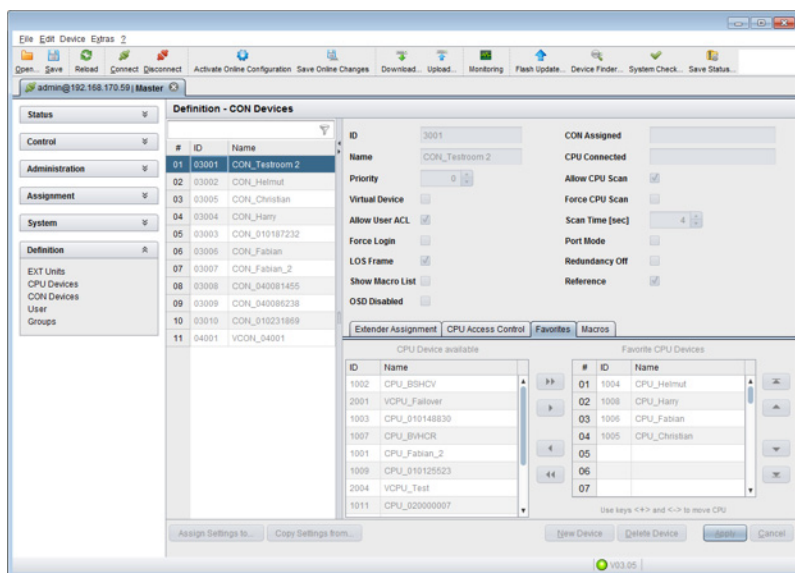 File Edit Device Extras ?
Open... Save Reload Connect Disconnect Activate Online Configuration Save Online Changes Download... Upload... Monitoring Flash Update... Device Finder... System Check... Save Status...
admin@192.168.170.59 | Master
Status
Control
Administration
Assignment
System
Definition
EXT Units
CPU Devices
CON Devices
User
Groups
Definition - CON Devices
# ID Name
01 03001 CON_Testroom 2
02 03002 CON_Helmut
03 03005 CON_Christian
04 03004 CON_Harry
05 03003 CON_010187232
06 03006 CON_Fabian
07 03007 CON_Fabian_2
08 03008 CON_040081455
09 03009 CON_040086238
10 03010 CON_010231869
11 04001 VCON_04001
ID 3001
Name CON_Testroom 2
Priority 0
Virtual Device
Allow User ACL
Force Login
LOS Frame
Show Macro List
OSD Disabled
CON Assigned
CPU Connected
Allow CPU Scan
Force CPU Scan
Scan Time [sec] 4
Port Mode
Redundancy Off
Reference
Extender Assignment CPU Access Control Favorites Macros
CPU Device available
ID Name
1002 CPU_BSHCV
2001 VCPU_Failover
1003 CPU_010148830
1007 CPU_BVHCR
1001 CPU_Fabian_2
1009 CPU_010125523
2004 VCPU_Test
1011 CPU_020000007
Favorite CPU Devices
# ID Name
01 1004 CPU_Helmut
02 1008 CPU_Harry
03 1006 CPU_Fabian
04 1005 CPU_Christian
05
06
07
Use keys <+> and <-> to move CPU
Assign Settings to... Copy Settings from... New Device Delete Device Apply Cancel
V03.05